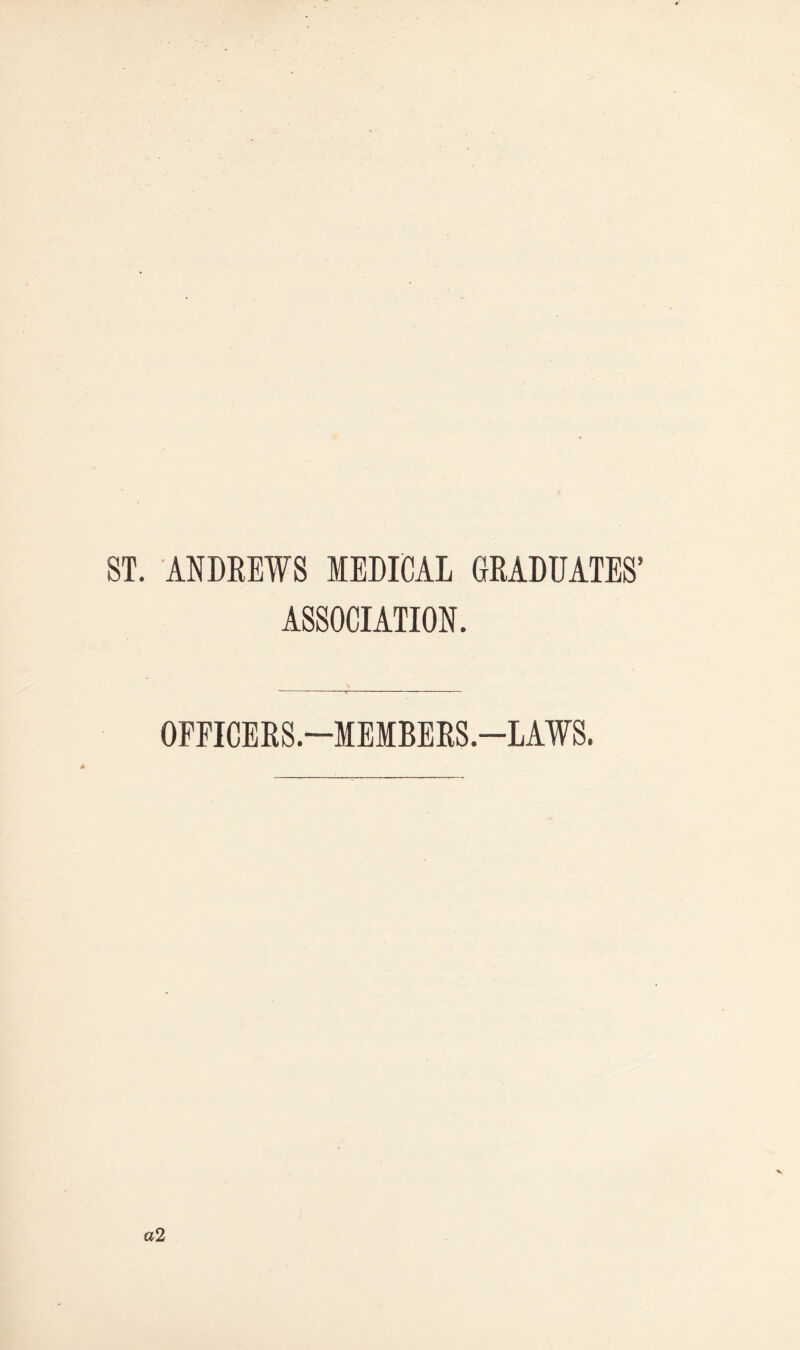 ST. ANDREWS MEDICAL GRADUATES’
ASSOCIATION.
OFFICERS.—MEMBERS.—LAWS.
a2